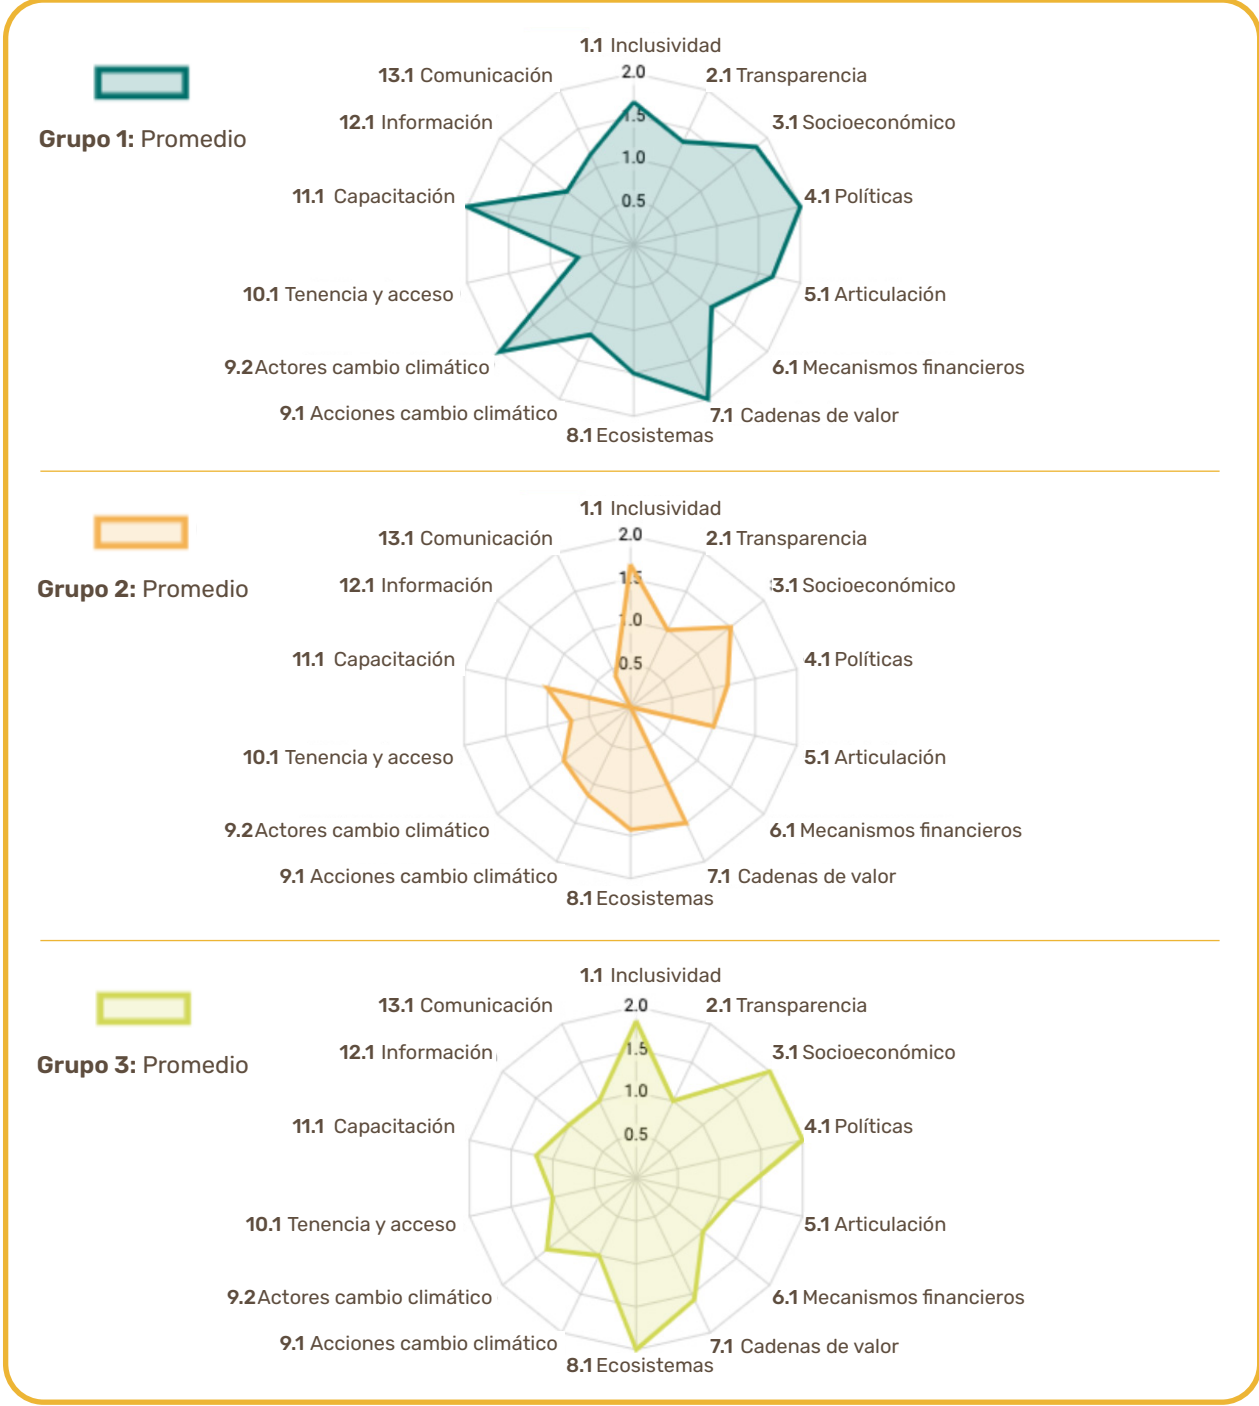 1.1 Inclusividad
2.0
13.1 Comunicación
2.1 Transparencia
12.1 Información
1.5
3.1 Socioeconómico
Grupo 1: Promedio
1.0
11.1 Capacitación
0.5
4.1 Políticas
10.1 Tenencia y acceso
5.1 Articulación
9.2 Actores cambio climático
6.1 Mecanismos financieros
9.1 Acciones cambio climático
7.1 Cadenas de valor
8.1 Ecosistemas
1.1 Inclusividad
2.0
13.1 Comunicación
2.1 Transparencia
12.1 Información
1.5
3.1 Socioeconómico
Grupo 2: Promedio
1.0
11.1 Capacitación
0.5
4.1 Políticas
10.1 Tenencia y acceso
5.1 Articulación
9.2 Actores cambio climático
6.1 Mecanismos financieros
9.1 Acciones cambio climático
7.1 Cadenas de valor
8.1 Ecosistemas
1.1 Inclusividad
2.0
13.1 Comunicación
2.1 Transparencia
12.1 Información
1.5
3.1 Socioeconómico
Grupo 3: Promedio
1.0
11.1 Capacitación
0.5
4.1 Políticas
10.1 Tenencia y acceso
5.1 Articulación
9.2 Actores cambio climático
6.1 Mecanismos financieros
9.1 Acciones cambio climático
7.1 Cadenas de valor
8.1 Ecosistemas